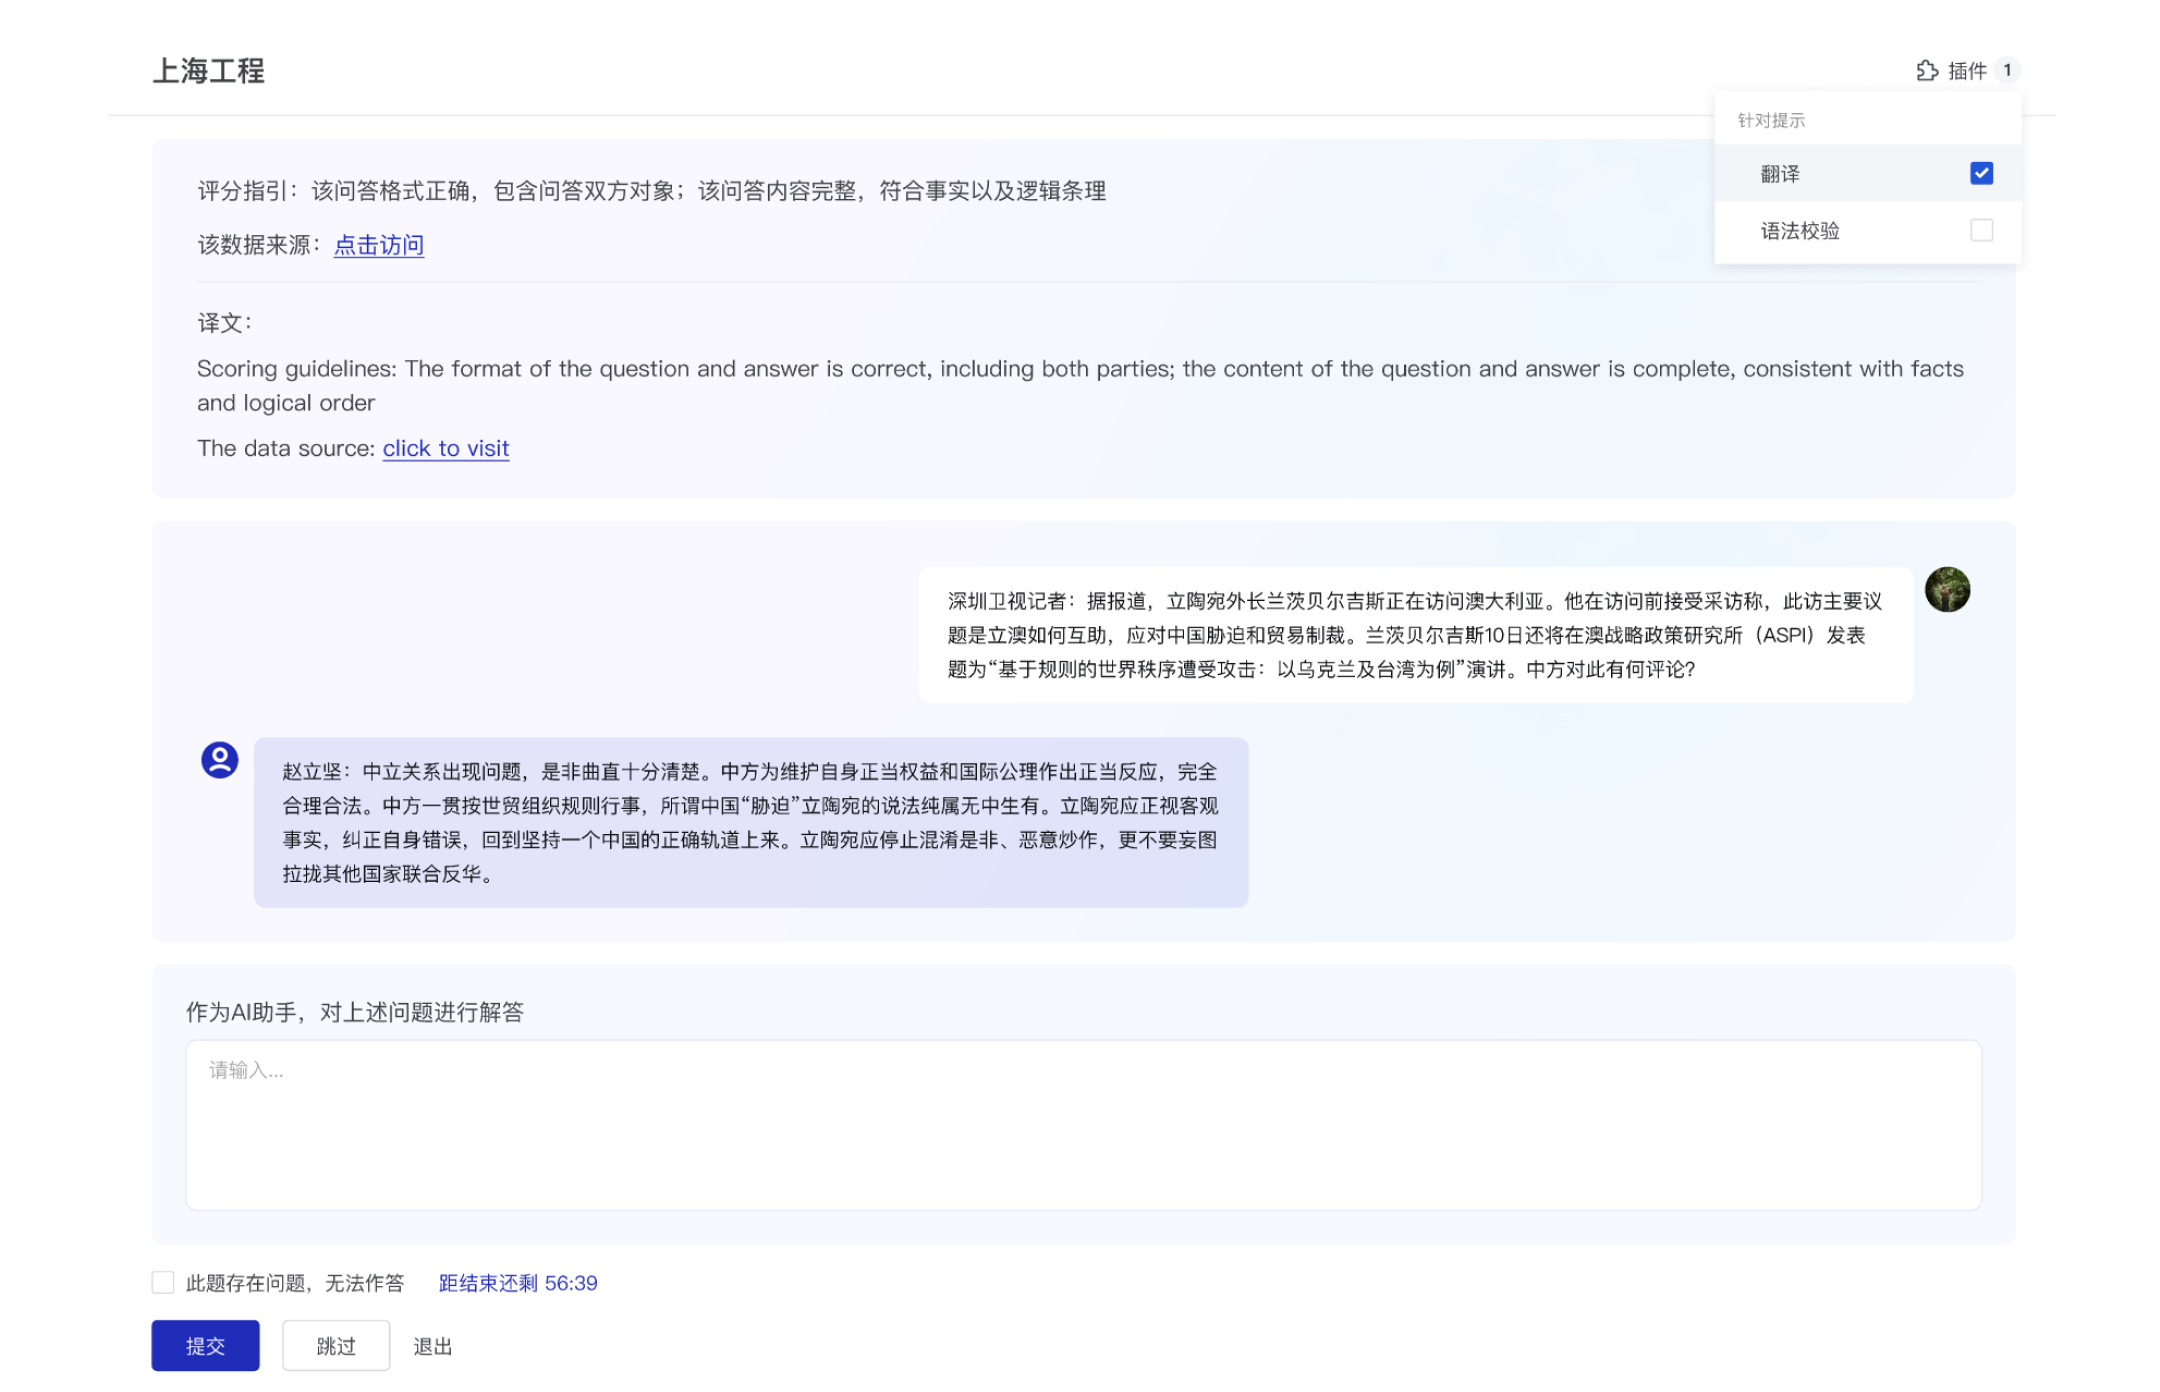 上海工程
插件 1
针对提示
翻译
语法校验
评分指引：该问答格式正确，包含问答双方对象；该问答内容完整，符合事实以及逻辑条理
该数据来源：点击访问
译文：
Scoring guidelines: The format of the question and answer is correct, including both parties; the content of the question and answer is complete, consistent with facts
and logical order
The data source: click to visit
深圳卫视记者：据报道，立陶宛外长兰茨贝尔吉斯正在访问澳大利亚。他在访问前接受采访称，此访主要议
题是立澳如何互助，应对中国胁迫和贸易制裁。兰茨贝尔吉斯10日还将在澳战略政策研究所（ASPI）发表
题为“基于规则的世界秩序遭受攻击：以乌克兰及台湾为例”演讲。中方对此有何评论？
赵立坚：中立关系出现问题，是非曲直十分清楚。中方为维护自身正当权益和国际公理作出正当反应，完全
合理合法。中方一贯按世贸组织规则行事，所谓中国“胁迫”立陶宛的说法纯属无中生有。立陶宛应正视客观
事实，纠正自身错误，回到坚持一个中国的正确轨道上来。立陶宛应停止混淆是非、恶意炒作，更不要妄图
拉拢其他国家联合反华。
作为AI助手，对上述问题进行解答
请输入...
此题存在问题，无法作答 距结束还剩 56:39
提交 跳过 退出